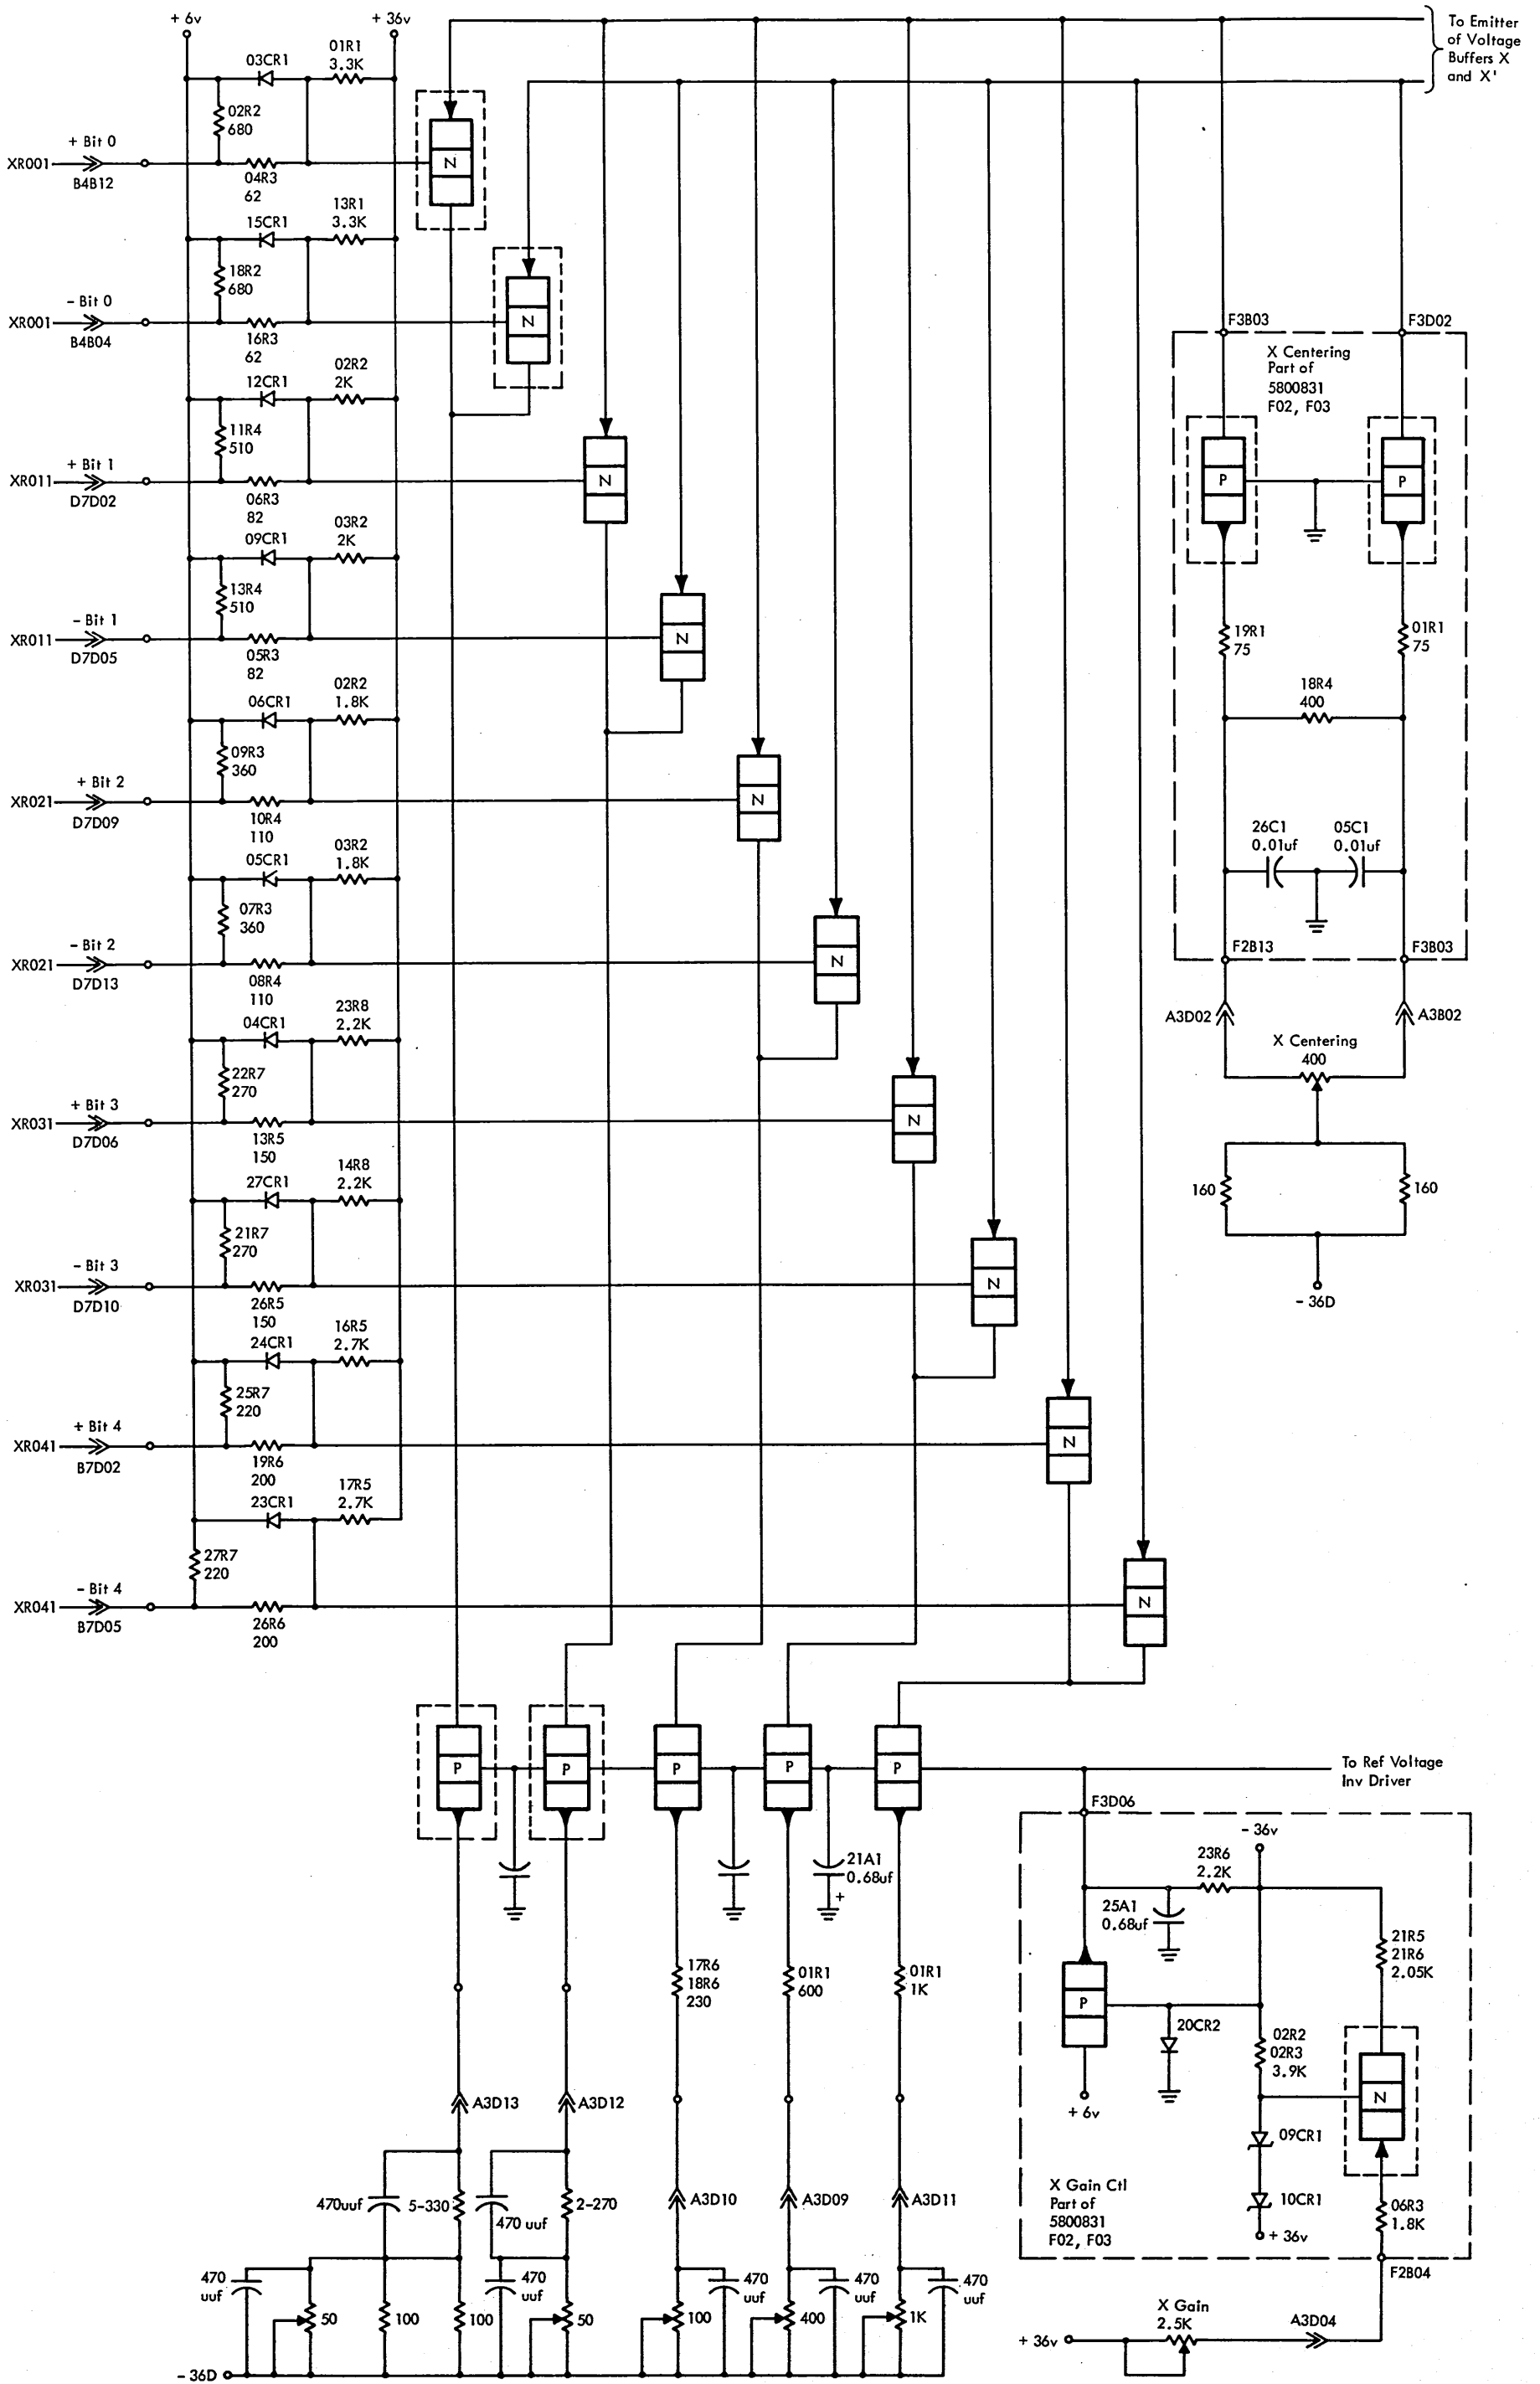 + 6v
+ 36v
03CR1
01R1
3.3K
02R2
680
+ Bit 0
XR001
B4B12
04R3
62
N
15CR1
13R1
3.3K
18R2
680
- Bit 0
XR001
B4B04
16R3
62
N
12CR1
02R2
2K
11R4
510
+ Bit 1
XR011
D7D02
06R3
82
N
09CR1
03R2
2K
13R4
510
- Bit 1
XR011
D7D05
05R3
82
N
06CR1
02R2
1.8K
09R3
360
+ Bit 2
XR021
D7D09
10R4
110
N
05CR1
03R2
1.8K
07R3
360
- Bit 2
XR021
D7D13
08R4
110
N
04CR1
23R8
2.2K
22R7
270
+ Bit 3
XR031
D7D06
13R5
150
N
27CR1
14R8
2.2K
21R7
270
- Bit 3
XR031
D7D10
26R5
150
N
24CR1
16R5
2.7K
25R7
220
+ Bit 4
XR041
B7D02
19R6
200
N
23CR1
17R5
2.7K
27R7
220
- Bit 4
XR041
B7D05
26R6
200
N
To Emitter
of Voltage
Buffers X
and X'
F3B03
F3D02
X Centering
Part of
5800831
F02, F03
P
P
19R1
75
01R1
75
18R4
400
26C1
0.01uf
05C1
0.01uf
F2B13
F3B03
A3D02
A3B02
X Centering
400
160
160
- 36D
P
P
P
P
P
To Ref Voltage
Inv Driver
21A1
0.68uf
+
17R6
18R6
230
01R1
600
01R1
1K
A3D13
A3D12
A3D10
A3D09
A3D11
470uuf
5-330
470 uuf
2-270
470
uuf
50
100
100
470
uuf
50
100
470
uuf
400
470
uuf
1K
470
uuf
- 36D
F3D06
- 36v
23R6
2.2K
25A1
0.68uf
21R5
21R6
2.05K
P
20CR2
02R2
02R3
3.9K
+ 6v
N
09CR1
10CR1
+ 36v
X Gain Ctl
Part of
5800831
F02, F03
06R3
1.8K
F2B04
X Gain
2.5K
A3D04
+ 36v